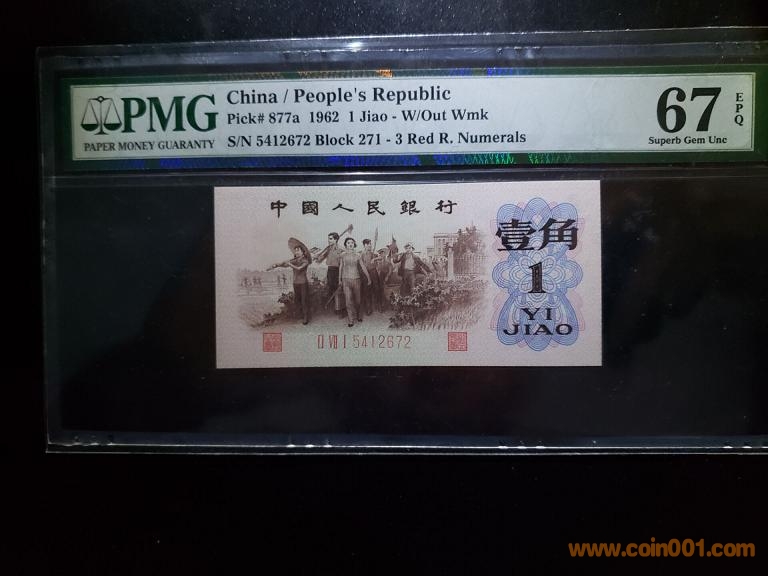 PMG
PAPER MONEY GUARANTY
China / People's Republic
Pick# 877a 1962 1 Jiao - W/Out Wmk
S/N 5412672 Block 271 - 3 Red R. Numerals
67 EPQ
Superb Gem Unc
中國人民銀行
壹角
1
YI
JIAO
II VII I 5412672
www.coin001.com